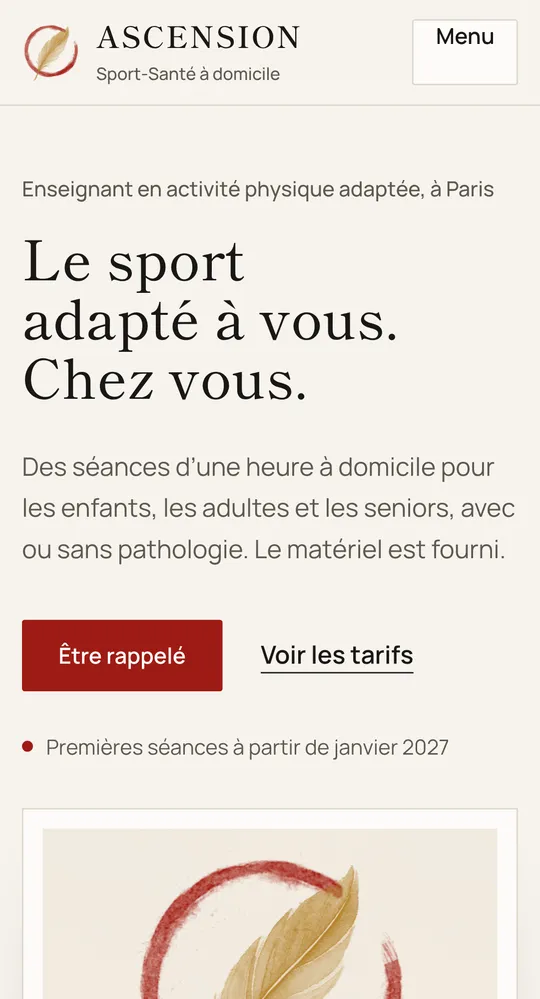 ASCENSION
Sport-Santé à domicile
Menu
Enseignant en activité physique adaptée, à Paris
Le sport
adapté à vous.
Chez vous.
Des séances d’une heure à domicile pour
les enfants, les adultes et les seniors, avec
ou sans pathologie. Le matériel est fourni.
Être rappelé
Voir les tarifs
Premières séances à partir de janvier 2027